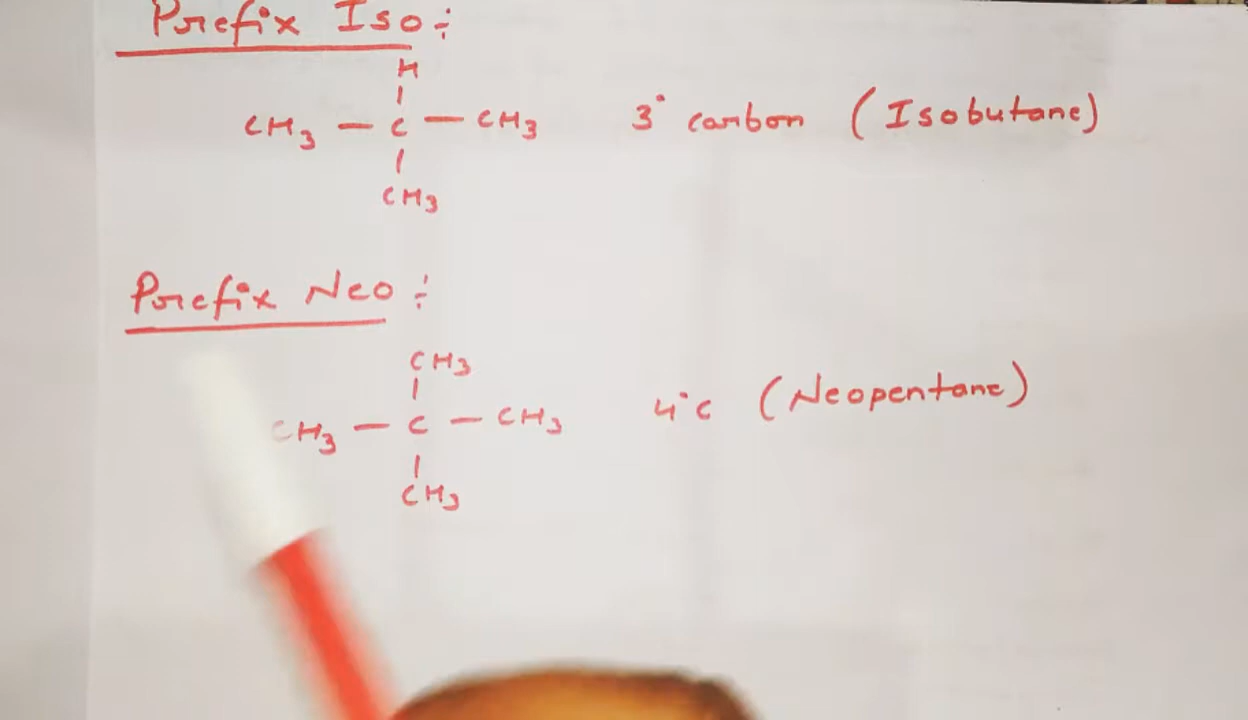 Prefix Iso ÷
H
CH3 — C — CH3 3° carbon (Isobutane)
CH3
Prefix Neo ÷
CH3
CH3 — C — CH3 4°C (Neopentane)
CH3